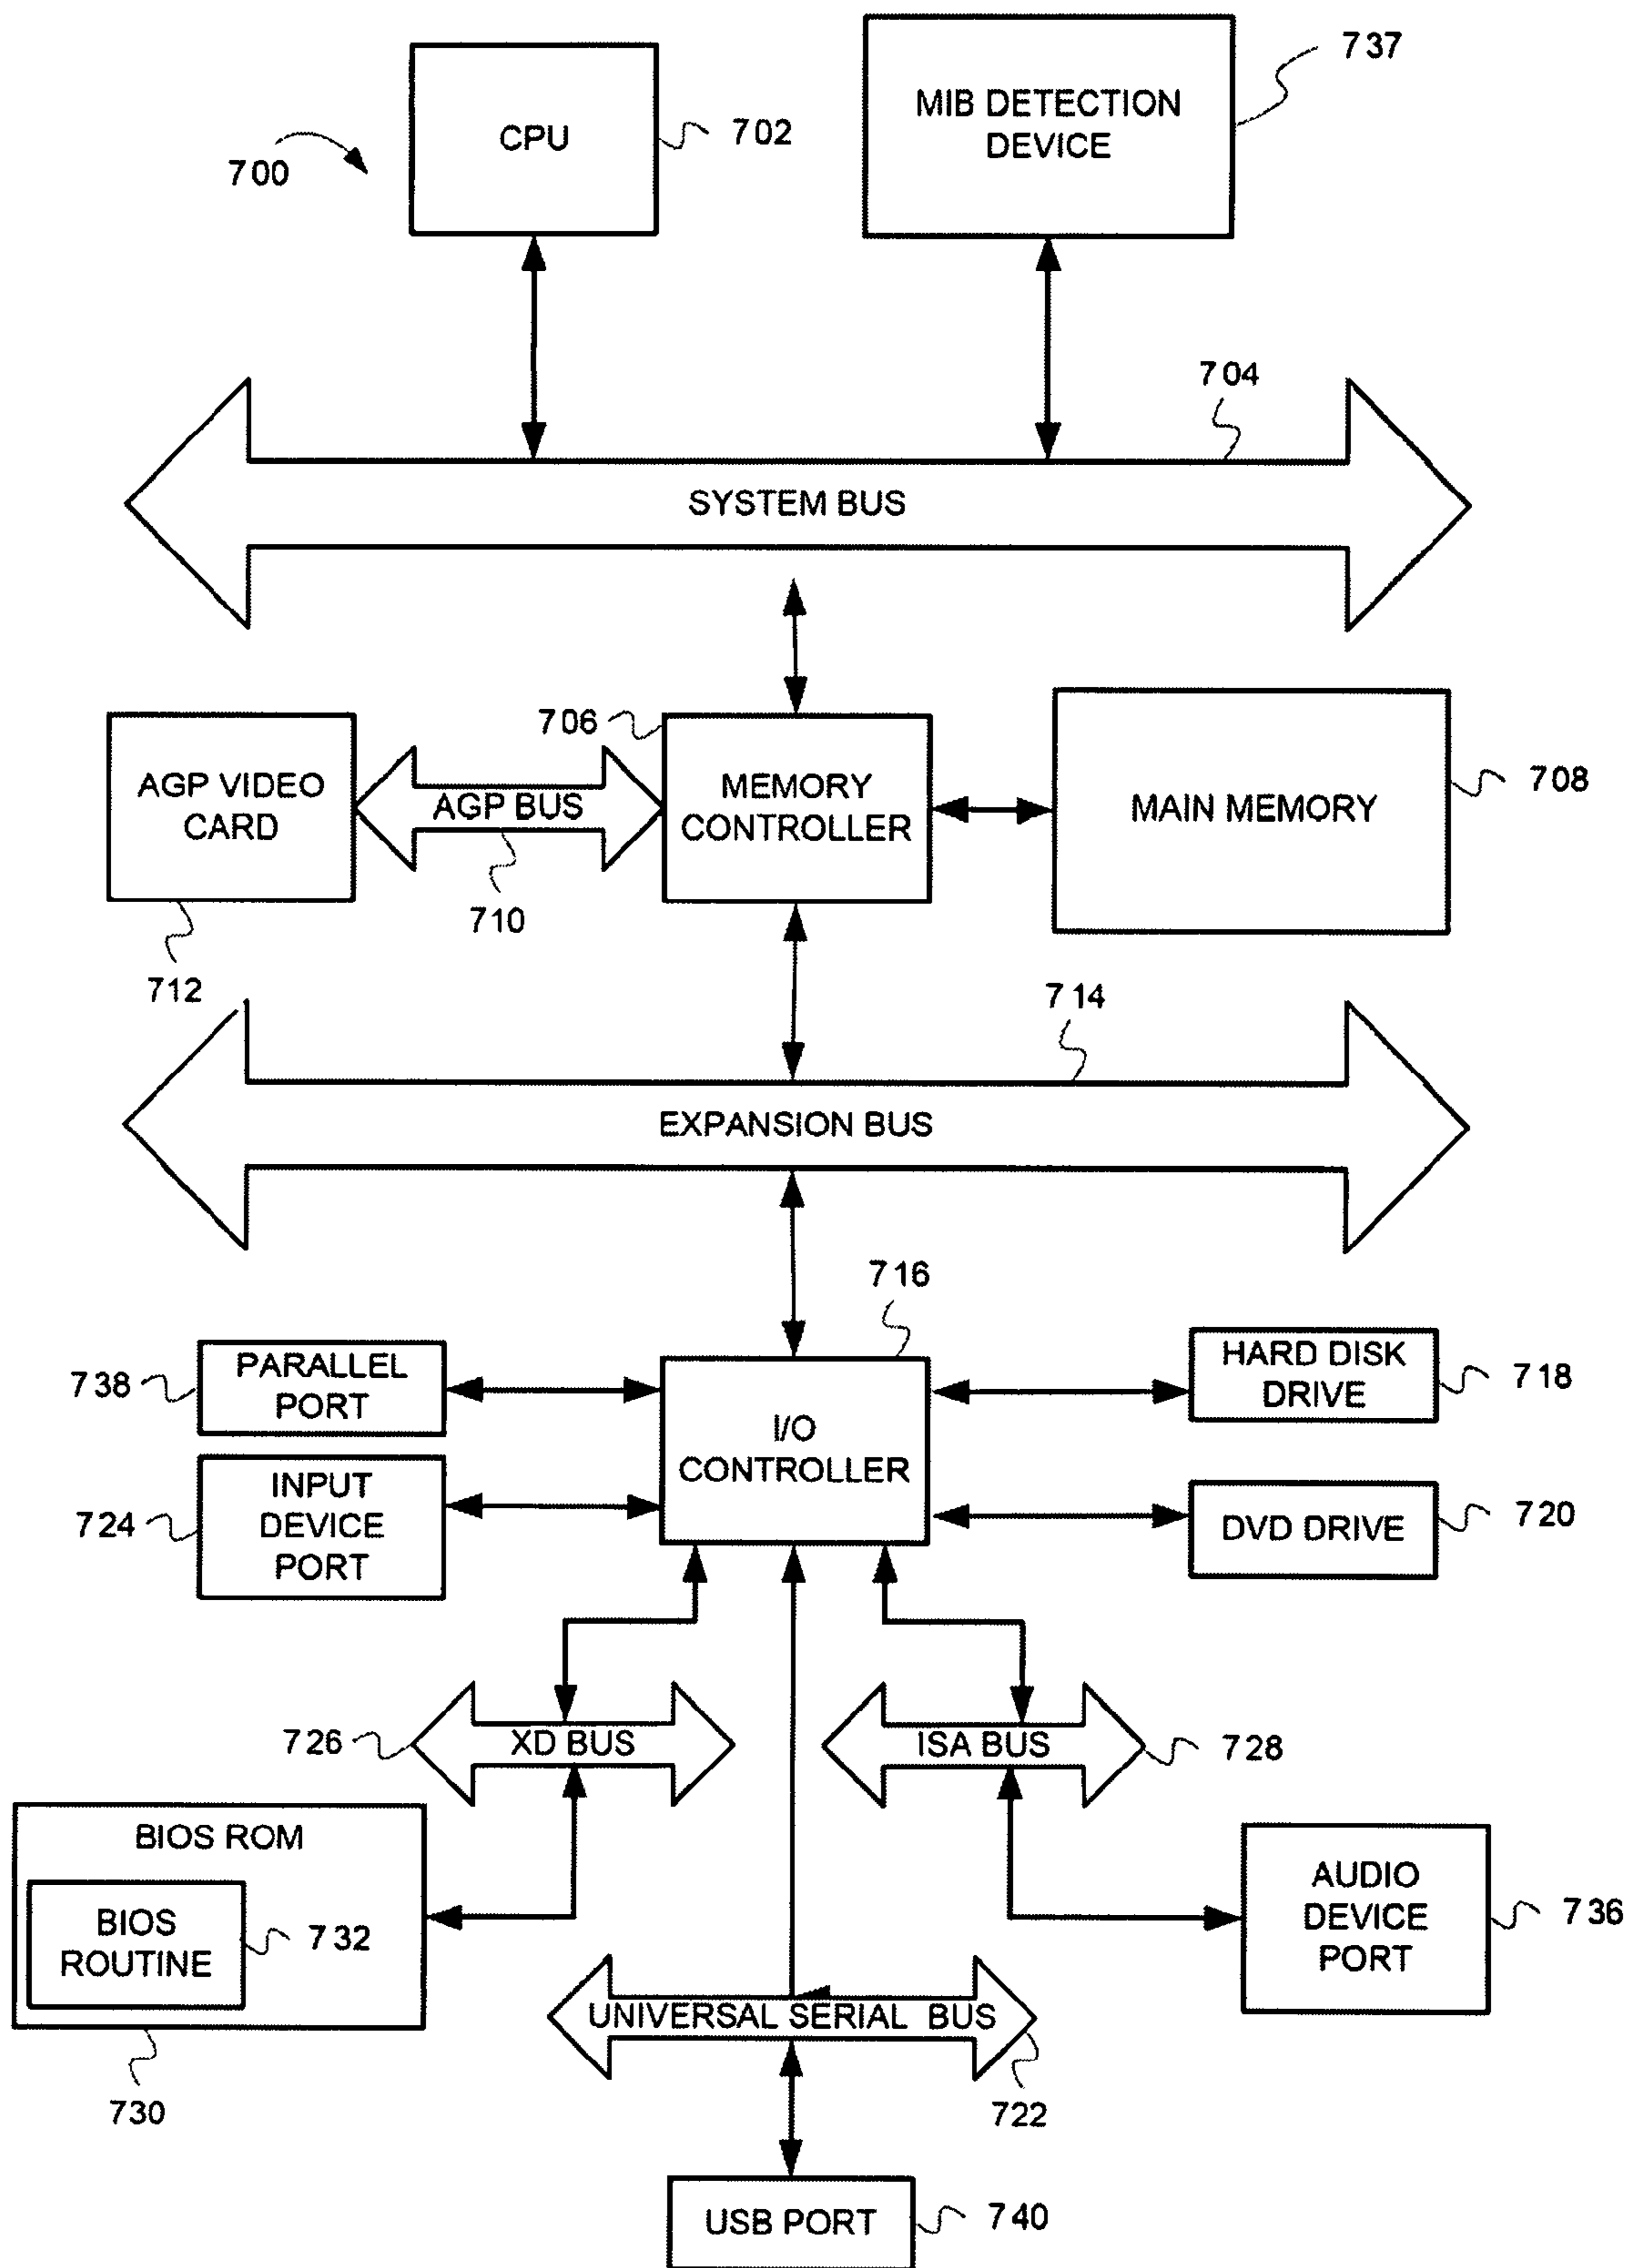 737
CPU
702
MIB DETECTION
DEVICE
700
704
SYSTEM BUS
706
AGP VIDEO
CARD
AGP BUS
MEMORY
CONTROLLER
MAIN MEMORY
708
710
712
714
EXPANSION BUS
716
738
PARALLEL
PORT
HARD DISK
DRIVE
718
I/O
CONTROLLER
724
INPUT
DEVICE
PORT
DVD DRIVE
720
726
XD BUS
ISA BUS
728
BIOS ROM
BIOS
ROUTINE
732
AUDIO
DEVICE
PORT
736
UNIVERSAL SERIAL BUS
730
722
USB PORT
740